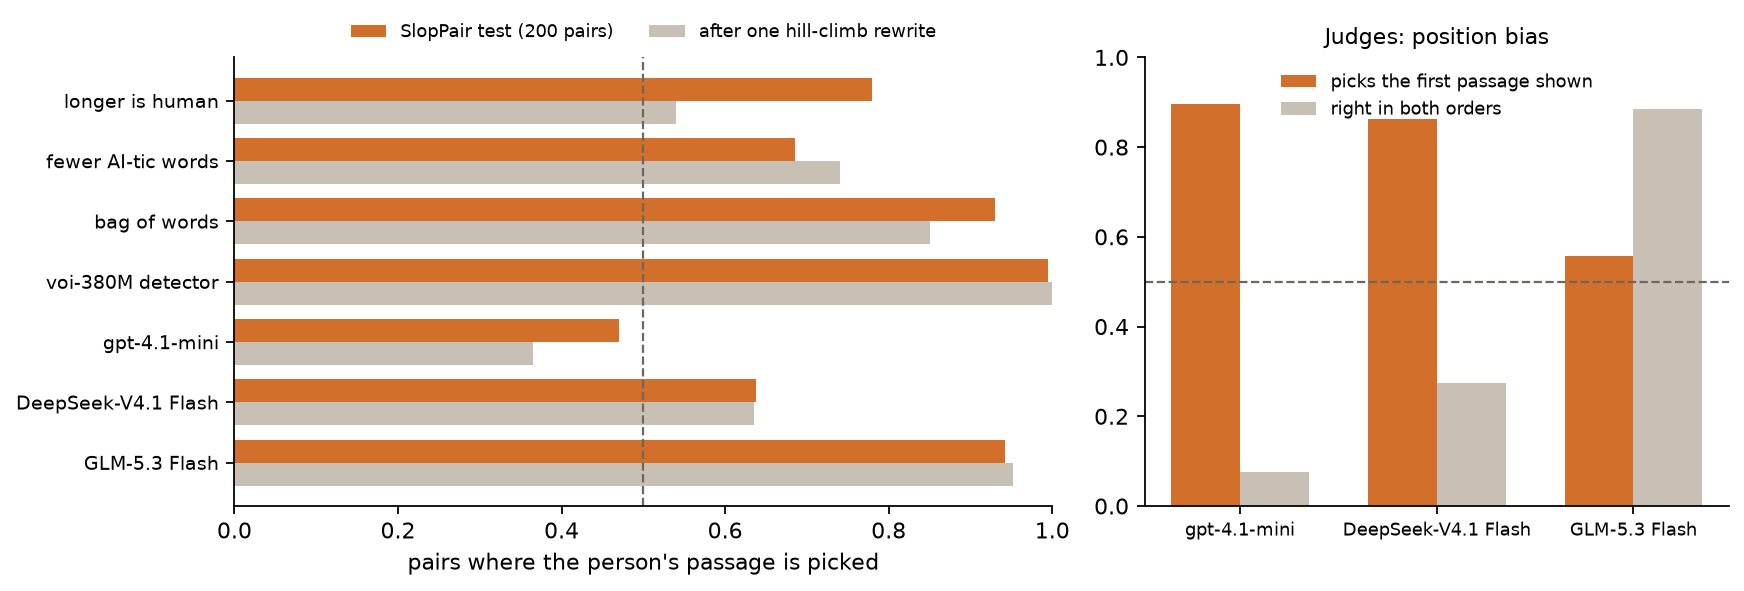 SlopPair test (200 pairs)
after one hill-climb rewrite
longer is human
fewer AI-tic words
bag of words
voi-380M detector
gpt-4.1-mini
DeepSeek-V4.1 Flash
GLM-5.3 Flash
0.0 0.2 0.4 0.6 0.8 1.0
pairs where the person's passage is picked
Judges: position bias
picks the first passage shown
right in both orders
1.0
0.8
0.6
0.4
0.2
0.0
gpt-4.1-mini DeepSeek-V4.1 Flash GLM-5.3 Flash